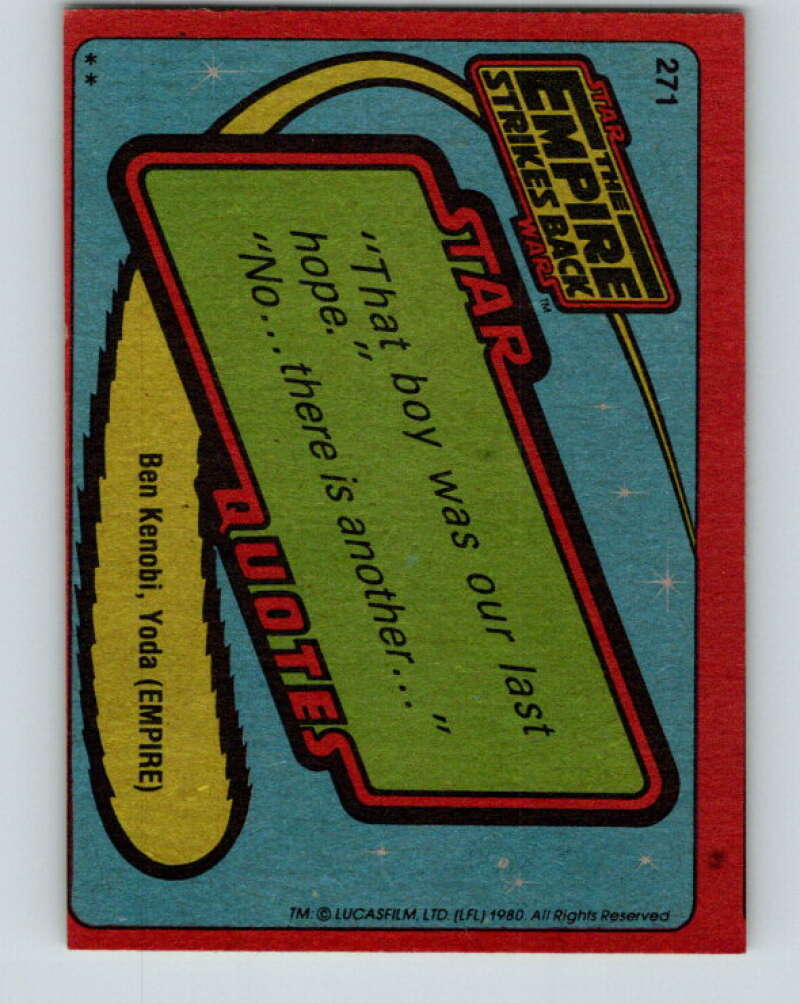 271
STAR
THE
EMPIRE
STRIKES BACK
WARS
TM
STAR
"That boy was our last
hope."
"No...there is another..."
QUOTES
Ben Kenobi, Yoda (EMPIRE)
TM: © LUCASFILM, LTD. (LFL) 1980. All Rights Reserved
**